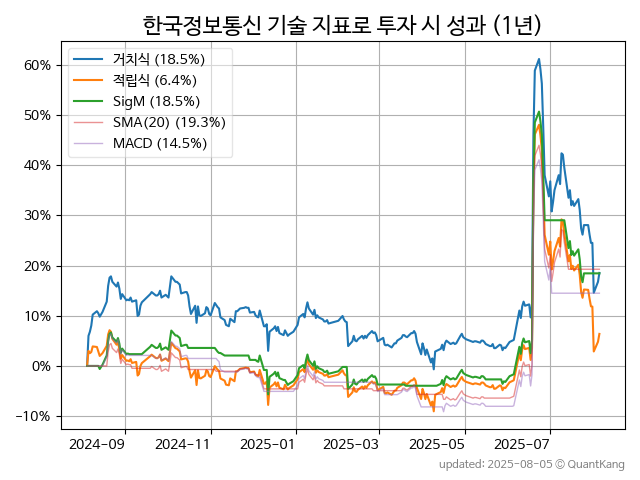 한국정보통신 기술 지표로 투자 시 성과 (1년)
거치식 (18.5%)
적립식 (6.4%)
SigM (18.5%)
SMA(20) (19.3%)
MACD (14.5%)
60%
50%
40%
30%
20%
10%
0%
−10%
2024-09
2024-11
2025-01
2025-03
2025-05
2025-07
updated: 2025-08-05 ⓒ QuantKang